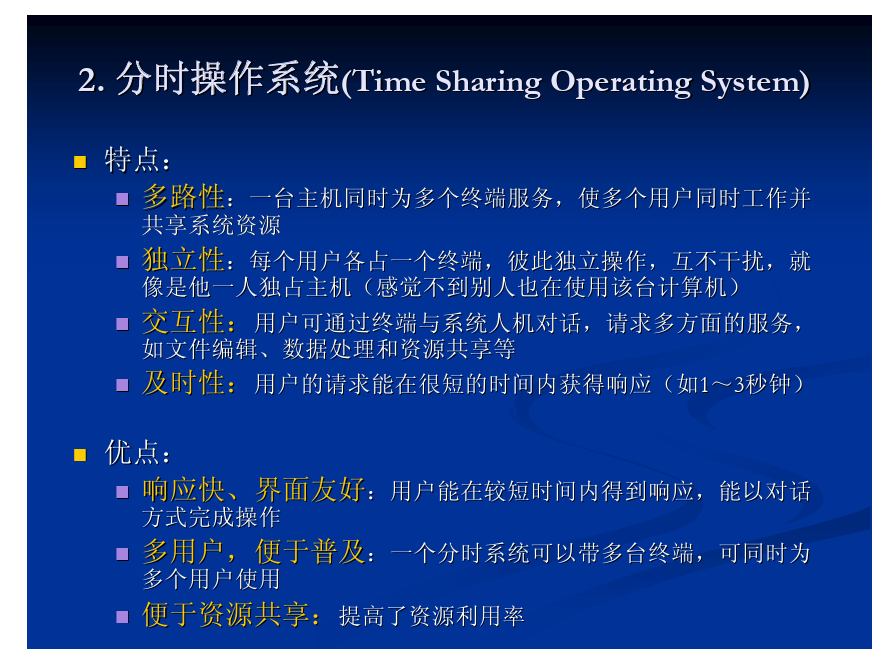 2. 分时操作系统(Time Sharing Operating System)
特点：
多路性：一台主机同时为多个终端服务，使多个用户同时工作并
共享系统资源
独立性：每个用户各占一个终端，彼此独立操作，互不干扰，就
像是他一人独占主机（感觉不到别人也在使用该台计算机）
交互性：用户可通过终端与系统人机对话，请求多方面的服务，
如文件编辑、数据处理和资源共享等
及时性：用户的请求能在很短的时间内获得响应（如1～3秒钟）
优点：
响应快、界面友好：用户能在较短时间内得到响应，能以对话
方式完成操作
多用户，便于普及：一个分时系统可以带多台终端，可同时为
多个用户使用
便于资源共享：提高了资源利用率